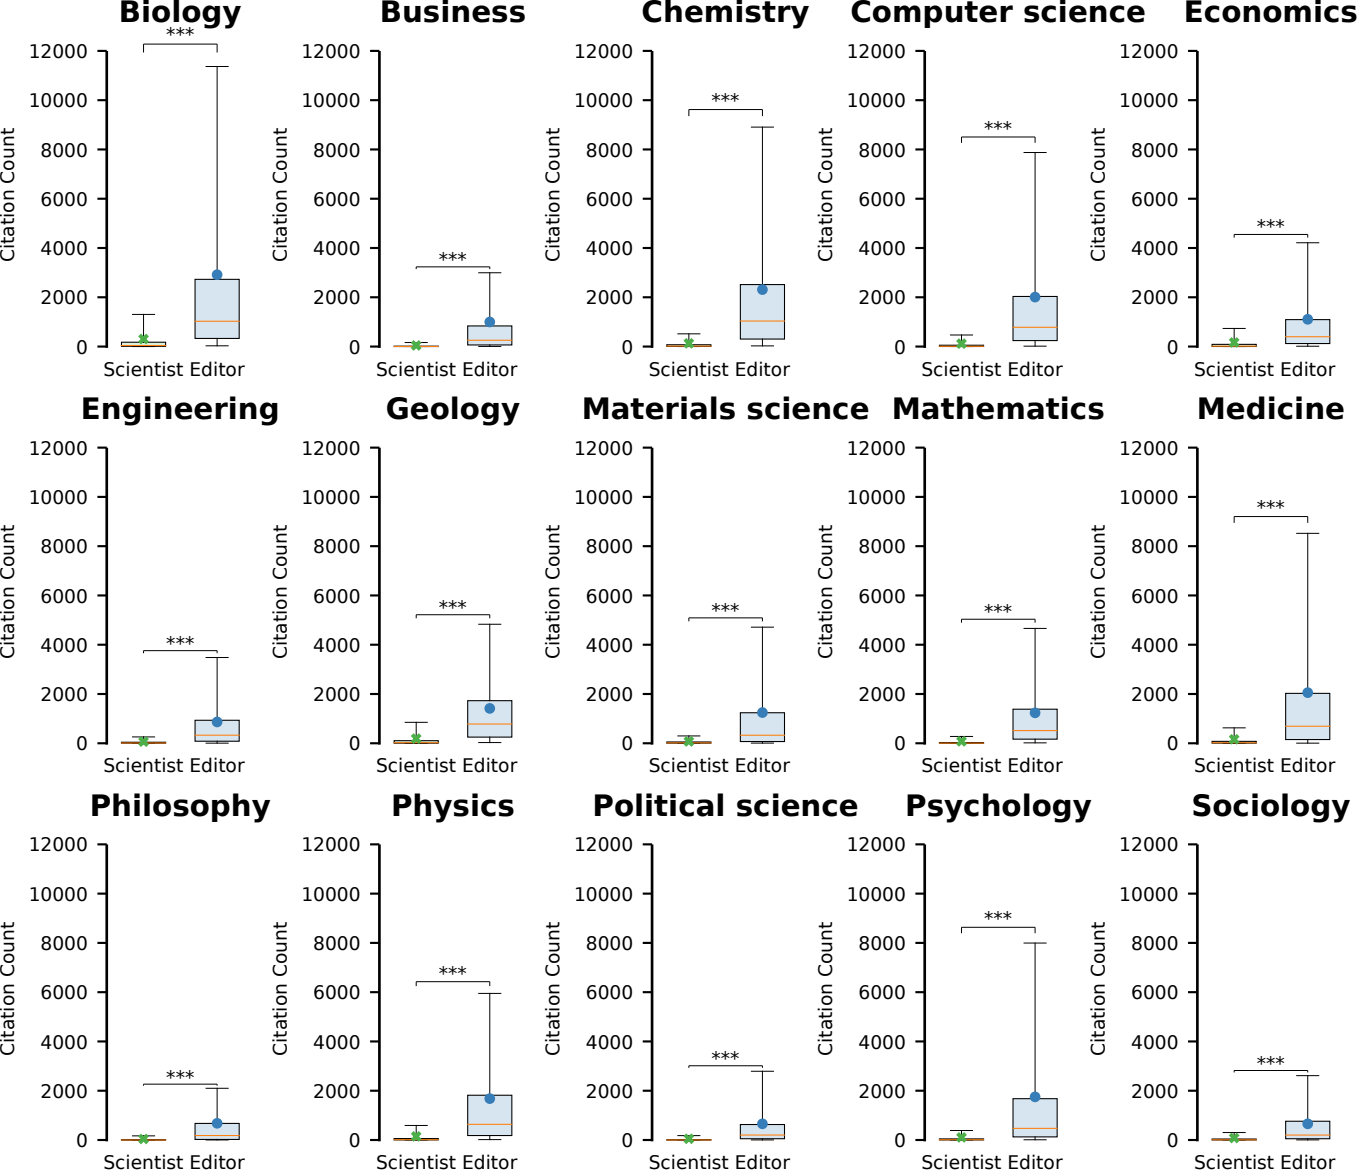 Biology Business Chemistry Computer science Economics
*** *** *** *** ***
Citation Count Citation Count Citation Count Citation Count Citation Count
12000 12000 12000 12000 12000
10000 10000 10000 10000 10000
8000 8000 8000 8000 8000
6000 6000 6000 6000 6000
4000 4000 4000 4000 4000
2000 2000 2000 2000 2000
0 0 0 0 0
Scientist Editor Scientist Editor Scientist Editor Scientist Editor Scientist Editor
Engineering Geology Materials science Mathematics Medicine
*** *** *** *** ***
Citation Count Citation Count Citation Count Citation Count Citation Count
12000 12000 12000 12000 12000
10000 10000 10000 10000 10000
8000 8000 8000 8000 8000
6000 6000 6000 6000 6000
4000 4000 4000 4000 4000
2000 2000 2000 2000 2000
0 0 0 0 0
Scientist Editor Scientist Editor Scientist Editor Scientist Editor Scientist Editor
Philosophy Physics Political science Psychology Sociology
*** *** *** *** ***
Citation Count Citation Count Citation Count Citation Count Citation Count
12000 12000 12000 12000 12000
10000 10000 10000 10000 10000
8000 8000 8000 8000 8000
6000 6000 6000 6000 6000
4000 4000 4000 4000 4000
2000 2000 2000 2000 2000
0 0 0 0 0
Scientist Editor Scientist Editor Scientist Editor Scientist Editor Scientist Editor